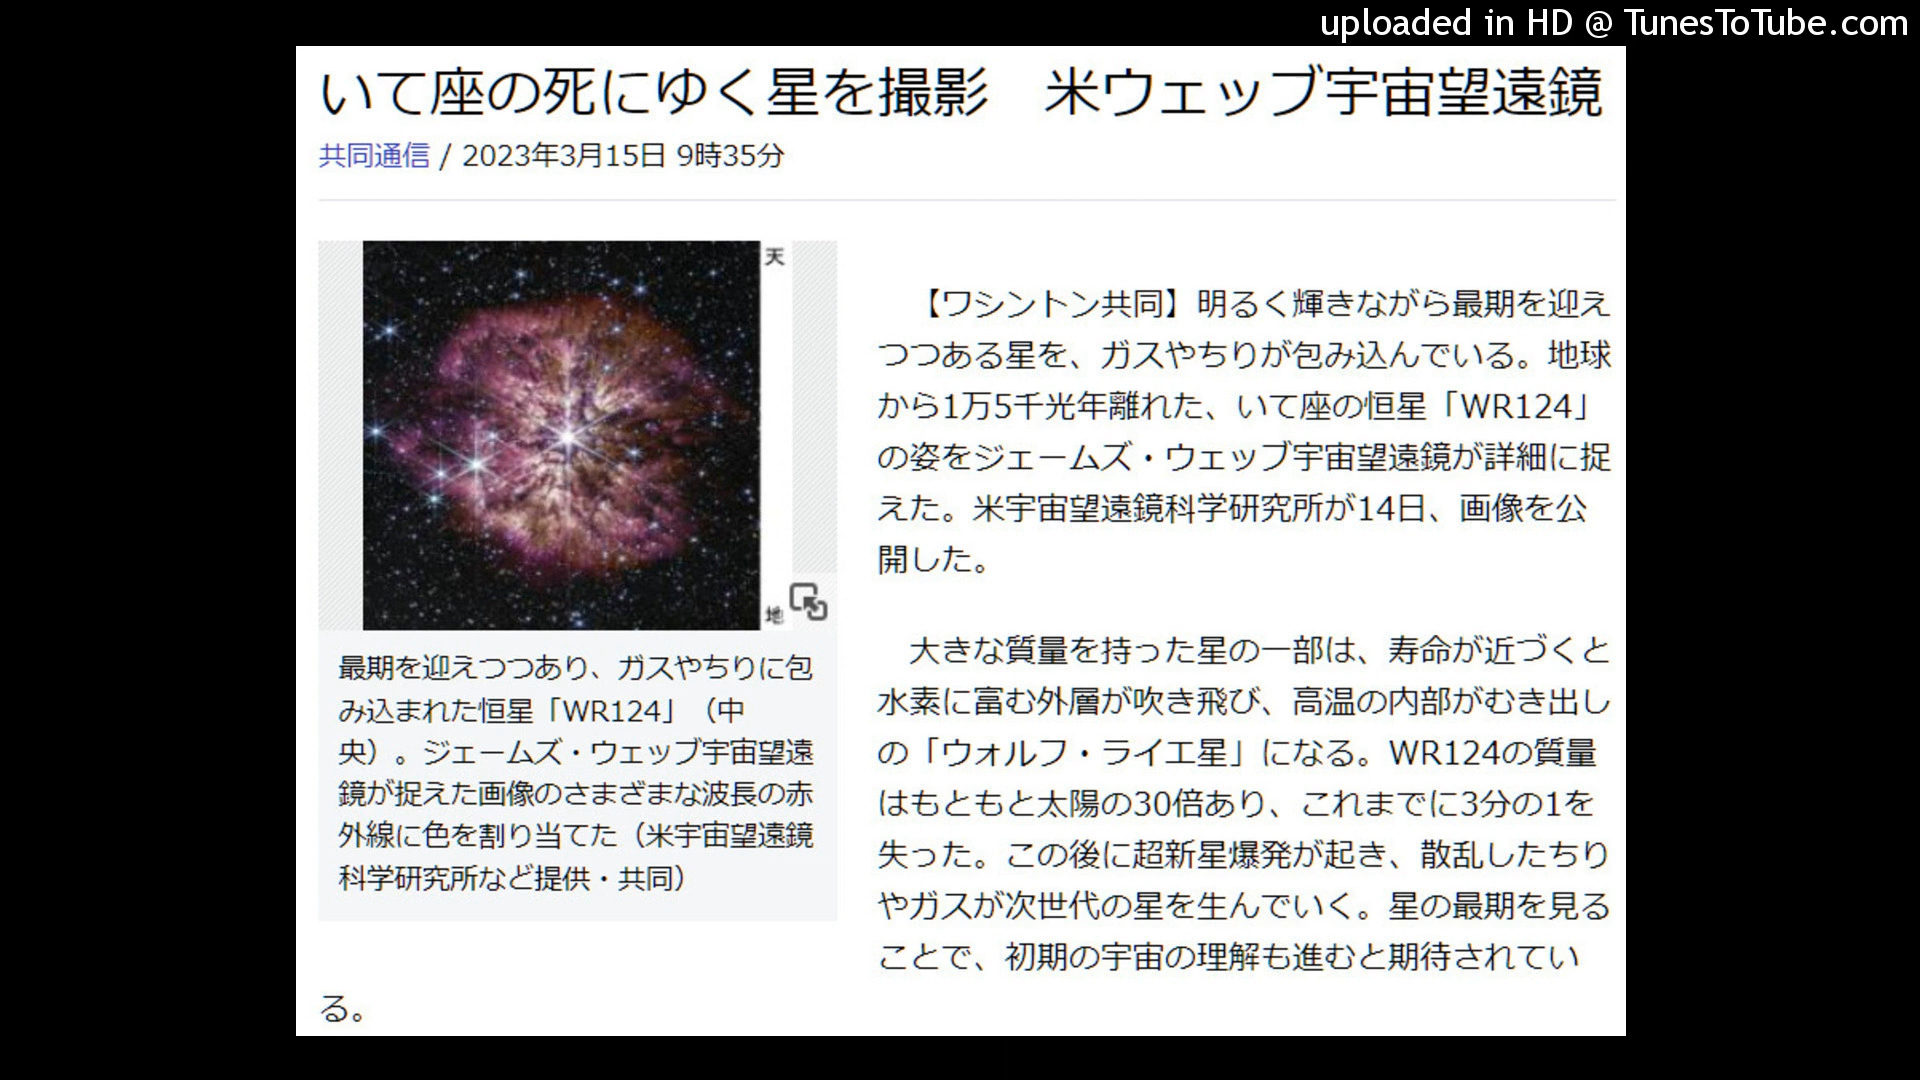 uploaded in HD @ TunesToTube.com
いて座の死にゆく星を撮影　米ウェッブ宇宙望遠鏡
共同通信 / 2023年3月15日 9時35分
天
地
最期を迎えつつあり、ガスやちりに包
み込まれた恒星「WR124」（中
央）。ジェームズ・ウェッブ宇宙望遠
鏡が捉えた画像のさまざまな波長の赤
外線に色を割り当てた（米宇宙望遠鏡
科学研究所など提供・共同）
【ワシントン共同】明るく輝きながら最期を迎え
つつある星を、ガスやちりが包み込んでいる。地球
から1万5千光年離れた、いて座の恒星「WR124」
の姿をジェームズ・ウェッブ宇宙望遠鏡が詳細に捉
えた。米宇宙望遠鏡科学研究所が14日、画像を公
開した。
大きな質量を持った星の一部は、寿命が近づくと
水素に富む外層が吹き飛び、高温の内部がむき出し
の「ウォルフ・ライエ星」になる。WR124の質量
はもともと太陽の30倍あり、これまでに3分の1を
失った。この後に超新星爆発が起き、散乱したちり
やガスが次世代の星を生んでいく。星の最期を見る
ことで、初期の宇宙の理解も進むと期待されてい
る。